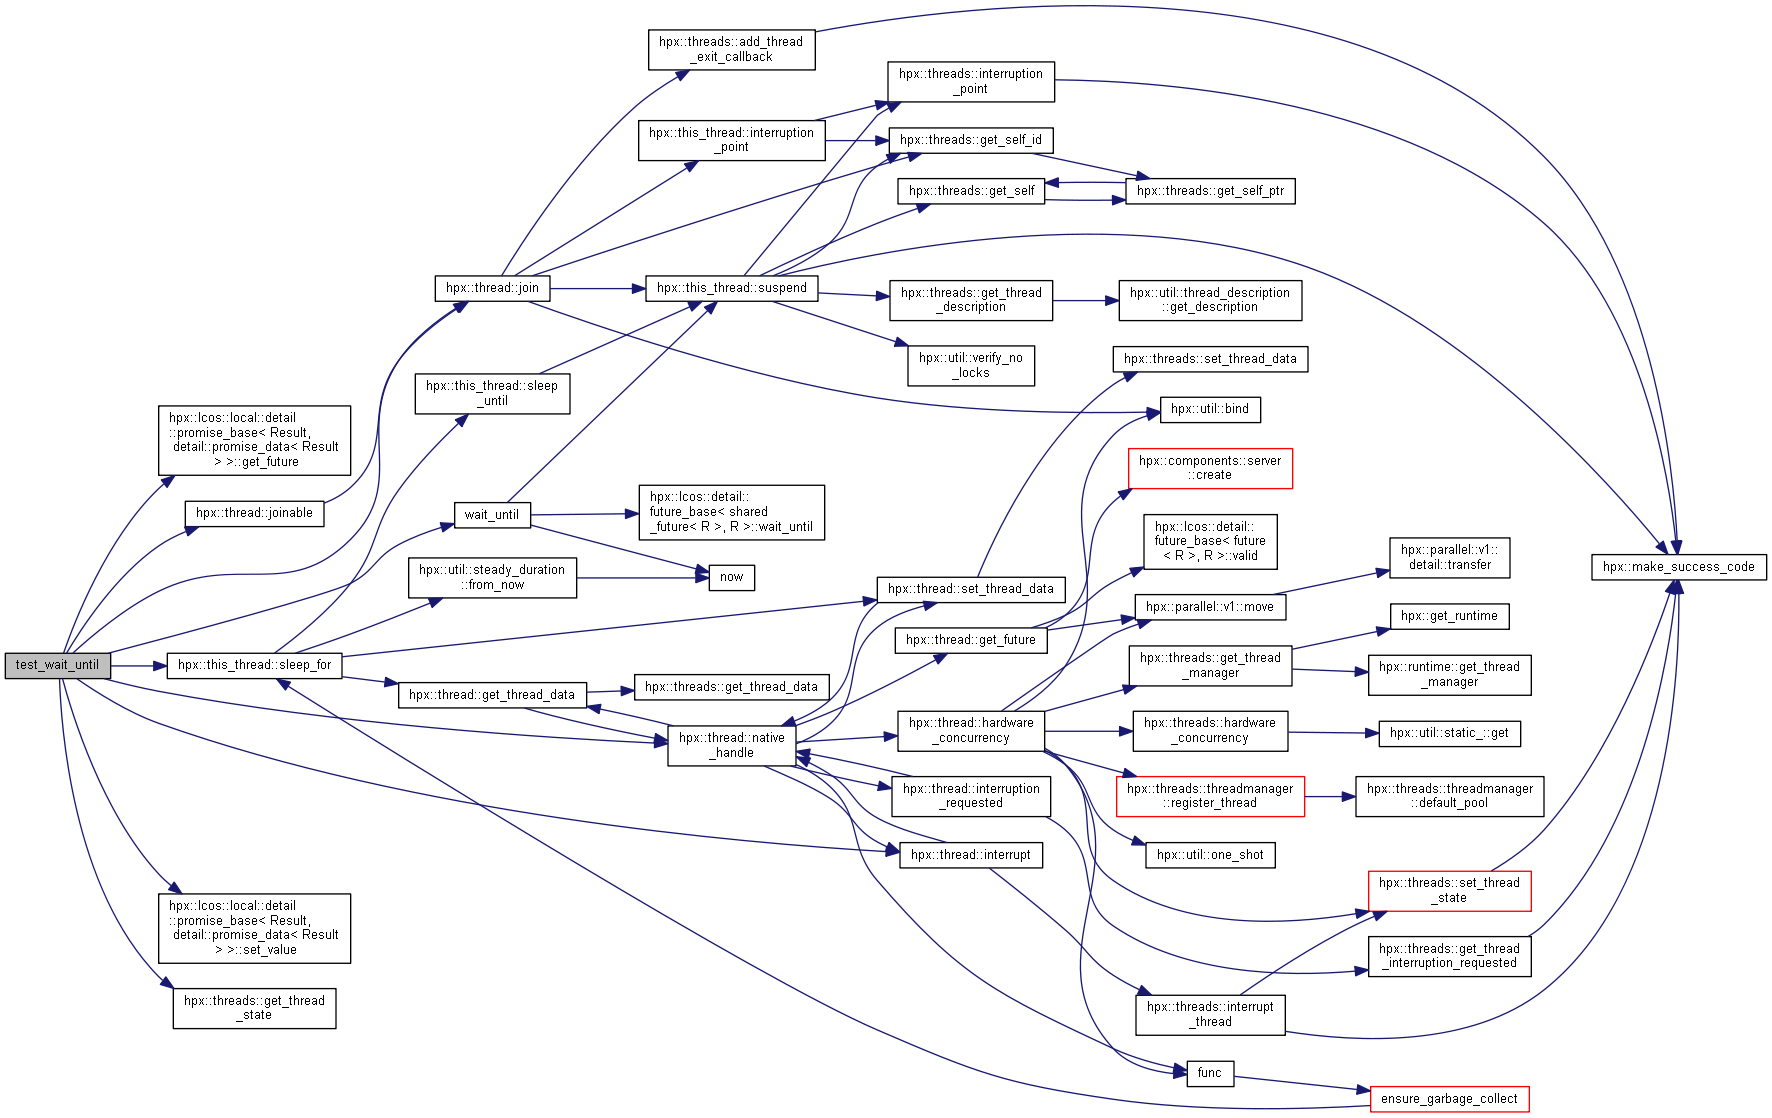 hpx::threads::add_thread
_exit_callback
hpx::threads::interruption
_point
hpx::this_thread::interruption
_point
hpx::threads::get_self_id
hpx::threads::get_self
hpx::threads::get_self_ptr
hpx::thread::join
hpx::this_thread::suspend
hpx::threads::get_thread
_description
hpx::util::thread_description
::get_description
hpx::util::verify_no
_locks
hpx::threads::set_thread_data
hpx::this_thread::sleep
_until
hpx::util::bind
hpx::lcos::local::detail
::promise_base< Result,
detail::promise_data< Result
> >::get_future
hpx::components::server
::create
hpx::thread::joinable
wait_until
hpx::lcos::detail::
future_base< shared
_future< R >, R >::wait_until
hpx::lcos::detail::
future_base< future
< R >, R >::valid
hpx::parallel::v1::
detail::transfer
hpx::make_success_code
hpx::util::steady_duration
::from_now
now
hpx::thread::set_thread_data
hpx::parallel::v1::move
hpx::get_runtime
hpx::thread::get_future
test_wait_until
hpx::this_thread::sleep_for
hpx::threads::get_thread
_manager
hpx::runtime::get_thread
_manager
hpx::thread::get_thread_data
hpx::threads::get_thread_data
hpx::thread::native
_handle
hpx::thread::hardware
_concurrency
hpx::threads::hardware
_concurrency
hpx::util::static_::get
hpx::thread::interruption
_requested
hpx::threads::threadmanager
::register_thread
hpx::threads::threadmanager
::default_pool
hpx::thread::interrupt
hpx::util::one_shot
hpx::threads::set_thread
_state
hpx::lcos::local::detail
::promise_base< Result,
detail::promise_data< Result
> >::set_value
hpx::threads::get_thread
_interruption_requested
hpx::threads::get_thread
_state
hpx::threads::interrupt
_thread
func
ensure_garbage_collect